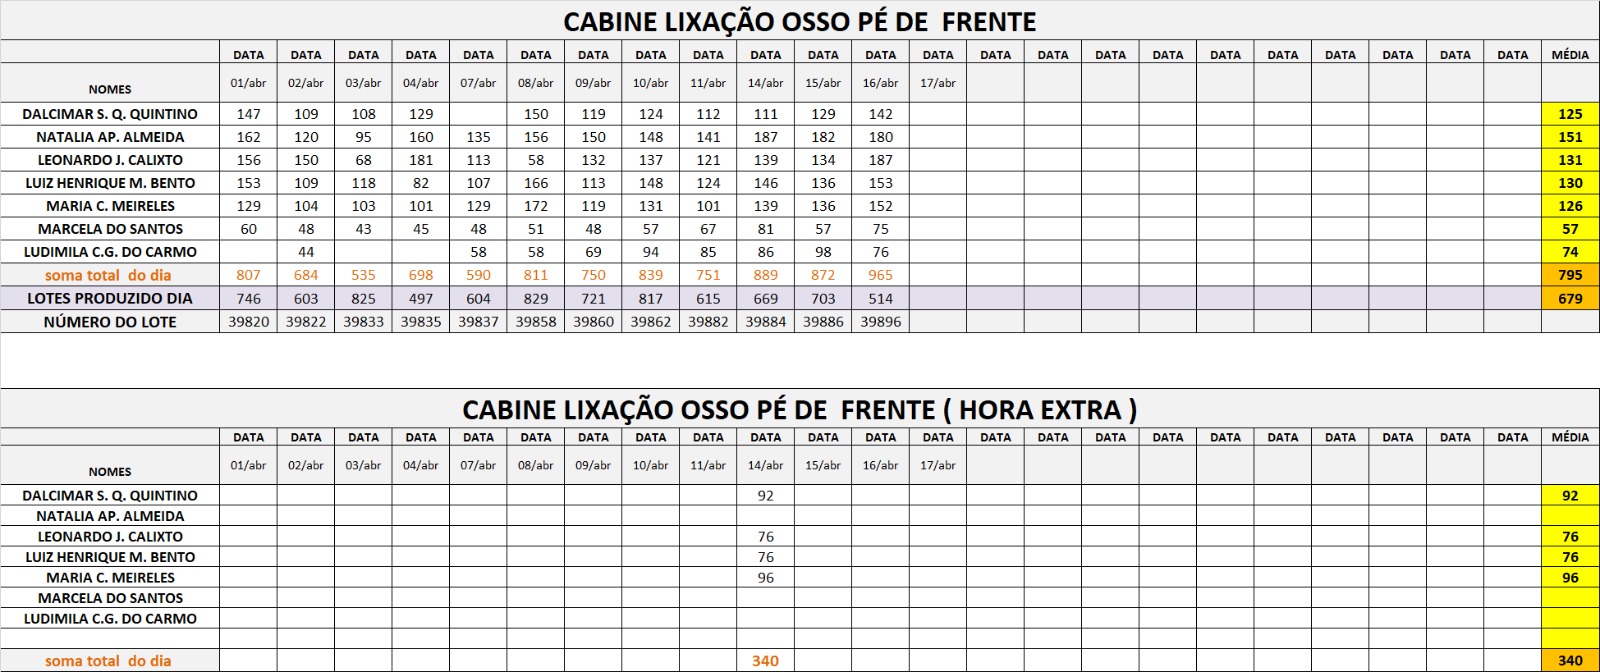 CABINE LIXAÇÃO OSSO PÉ DE FRENTE
DATA DATA DATA DATA DATA DATA DATA DATA DATA DATA DATA DATA DATA DATA DATA DATA DATA DATA DATA DATA DATA DATA DATA MÉDIA
NOMES 01/abr 02/abr 03/abr 04/abr 07/abr 08/abr 09/abr 10/abr 11/abr 14/abr 15/abr 16/abr 17/abr
DALCIMAR S. Q. QUINTINO 147 109 108 129 150 119 124 112 111 129 142 125
NATALIA AP. ALMEIDA 162 120 95 160 135 156 150 148 141 187 182 180 151
LEONARDO J. CALIXTO 156 150 68 181 113 58 132 137 121 139 134 187 131
LUIZ HENRIQUE M. BENTO 153 109 118 82 107 166 113 148 124 146 136 153 130
MARIA C. MEIRELES 129 104 103 101 129 172 119 131 101 139 136 152 126
MARCELA DO SANTOS 60 48 43 45 48 51 48 57 67 81 57 75 57
LUDIMILA C.G. DO CARMO 44 58 58 69 94 85 86 98 76 74
soma total do dia 807 684 535 698 590 811 750 839 751 889 872 965 795
LOTES PRODUZIDO DIA 746 603 825 497 604 829 721 817 615 669 703 514 679
NÚMERO DO LOTE 39820 39822 39833 39835 39837 39858 39860 39862 39882 39884 39886 39896
CABINE LIXAÇÃO OSSO PÉ DE FRENTE ( HORA EXTRA )
DATA DATA DATA DATA DATA DATA DATA DATA DATA DATA DATA DATA DATA DATA DATA DATA DATA DATA DATA DATA DATA DATA DATA MÉDIA
NOMES 01/abr 02/abr 03/abr 04/abr 07/abr 08/abr 09/abr 10/abr 11/abr 14/abr 15/abr 16/abr 17/abr
DALCIMAR S. Q. QUINTINO 92 92
NATALIA AP. ALMEIDA
LEONARDO J. CALIXTO 76 76
LUIZ HENRIQUE M. BENTO 76 76
MARIA C. MEIRELES 96 96
MARCELA DO SANTOS
LUDIMILA C.G. DO CARMO
soma total do dia 340 340